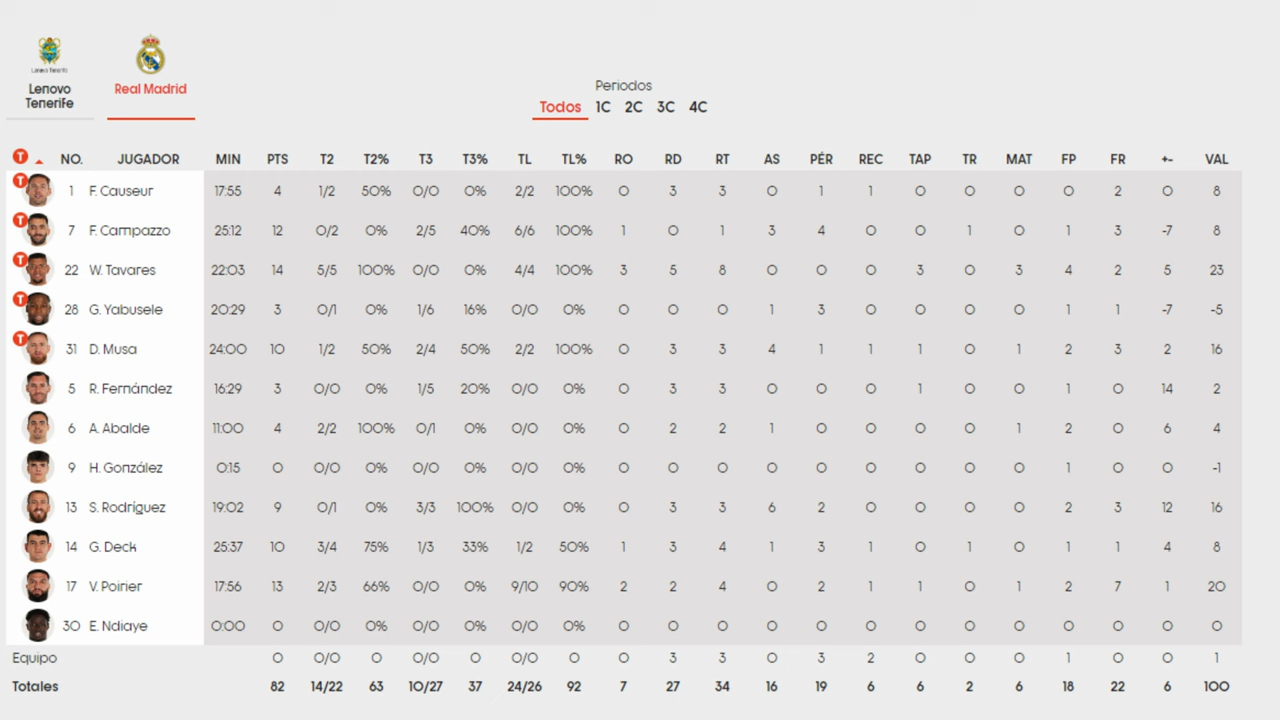 Lenovo Tenerife
Real Madrid
Lenovo
Tenerife
Periodos
Todos 1C 2C 3C 4C
T NO. JUGADOR MIN PTS T2 T2% T3 T3% TL TL% RO RD RT AS PÉR REC TAP TR MAT FP FR +- VAL
T 1 F. Causeur 17:55 4 1/2 50% 0/0 0% 2/2 100% 0 3 3 0 1 1 0 0 0 0 2 0 8
T 7 F. Campazzo 25:12 12 0/2 0% 2/5 40% 6/6 100% 1 0 1 3 4 0 0 1 0 1 3 -7 8
T 22 W. Tavares 22:03 14 5/5 100% 0/0 0% 4/4 100% 3 5 8 0 0 0 3 0 3 4 2 5 23
T 28 G. Yabusele 20:29 3 0/1 0% 1/6 16% 0/0 0% 0 0 0 1 3 0 0 0 0 1 1 -7 -5
T 31 D. Musa 24:00 10 1/2 50% 2/4 50% 2/2 100% 0 3 3 4 1 1 1 0 1 2 3 2 16
5 R. Fernández 16:29 3 0/0 0% 1/5 20% 0/0 0% 0 3 3 0 0 0 1 0 0 1 0 14 2
6 A. Abalde 11:00 4 2/2 100% 0/1 0% 0/0 0% 0 2 2 1 0 0 0 0 1 2 0 6 4
9 H. González 0:15 0 0/0 0% 0/0 0% 0/0 0% 0 0 0 0 0 0 0 0 0 1 0 0 -1
13 S. Rodríguez 19:02 9 0/1 0% 3/3 100% 0/0 0% 0 3 3 6 2 0 0 0 0 2 3 12 16
14 G. Deck 25:37 10 3/4 75% 1/3 33% 1/2 50% 1 3 4 1 3 1 0 1 0 1 1 4 8
17 V. Poirier 17:56 13 2/3 66% 0/0 0% 9/10 90% 2 2 4 0 2 1 1 0 1 2 7 1 20
30 E. Ndiaye 0:00 0 0/0 0% 0/0 0% 0/0 0% 0 0 0 0 0 0 0 0 0 0 0 0 0
Equipo 0 0/0 0 0/0 0 0/0 0 0 3 3 0 3 2 0 0 0 1 0 0 1
Totales 82 14/22 63 10/27 37 24/26 92 7 27 34 16 19 6 6 2 6 18 22 6 100